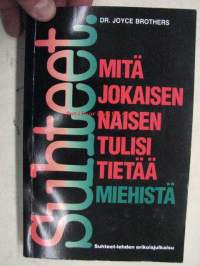 Suhteet.
DR. JOYCE BROTHERS
MITÄ
JOKAISEN
NAISEN
TULISI
TIETÄÄ
MIEHISTÄ
Suhteet-lehden erikoisjulkaisu